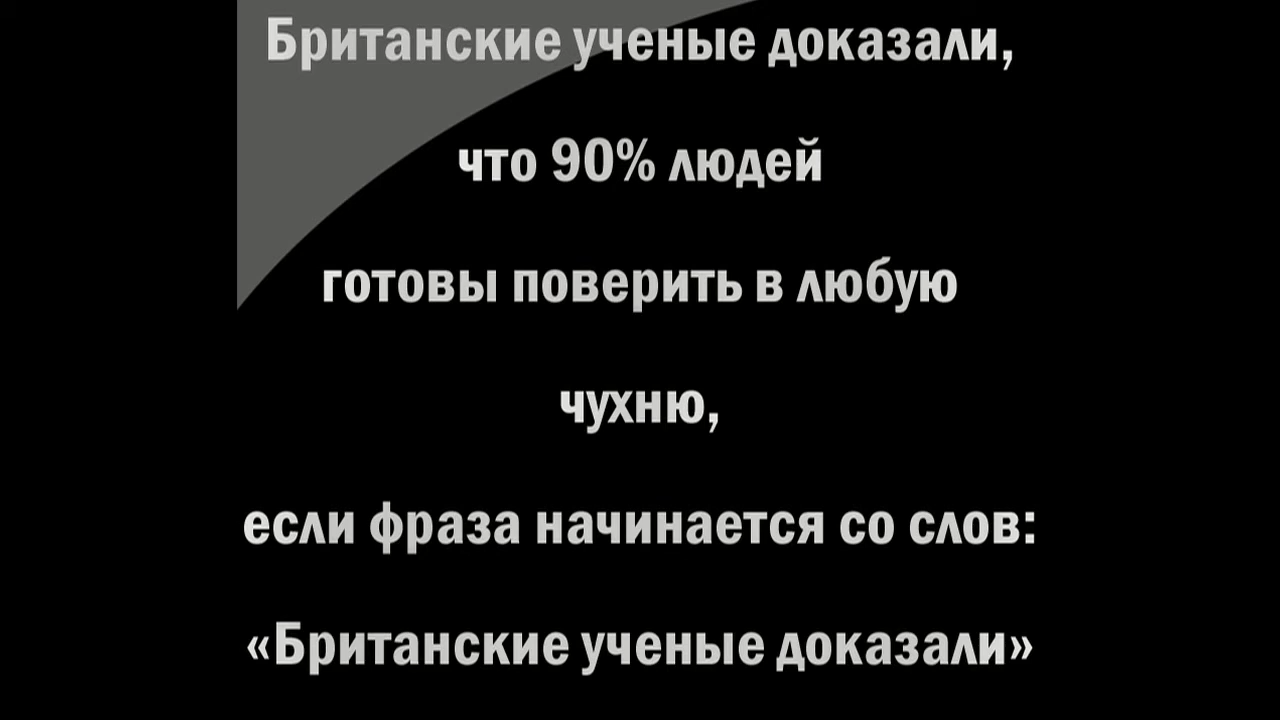 Британские ученые доказали,
что 90% людей
готовы поверить в любую
чухню,
если фраза начинается со слов:
«Британские ученые доказали»